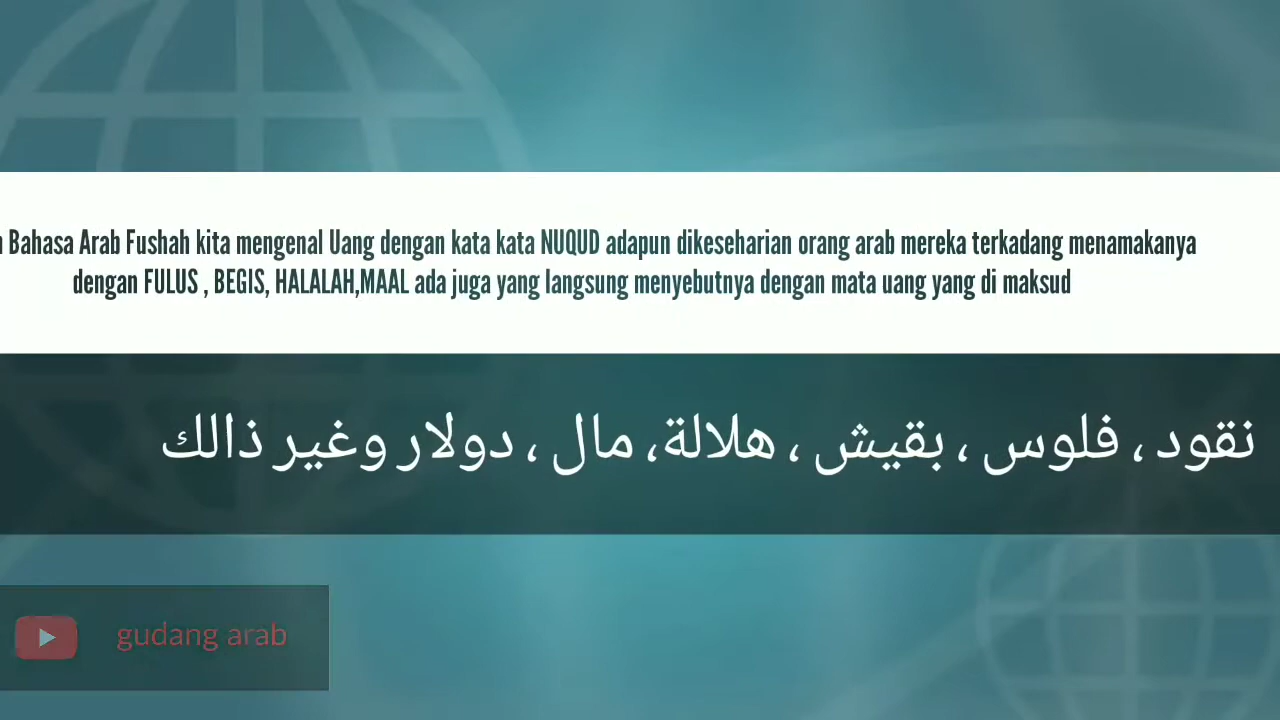 Bahasa Arab Fushah kita mengenal Uang dengan kata kata NUQUD adapun dikeseharian orang arab mereka terkadang menamakanya
dengan FULUS , BEGIS, HALALAH,MAAL ada juga yang langsung menyebutnya dengan mata uang yang di maksud
نقود ، فلوس ، بقيش ، هلالة، مال ، دولار وغير ذالك
gudang arab